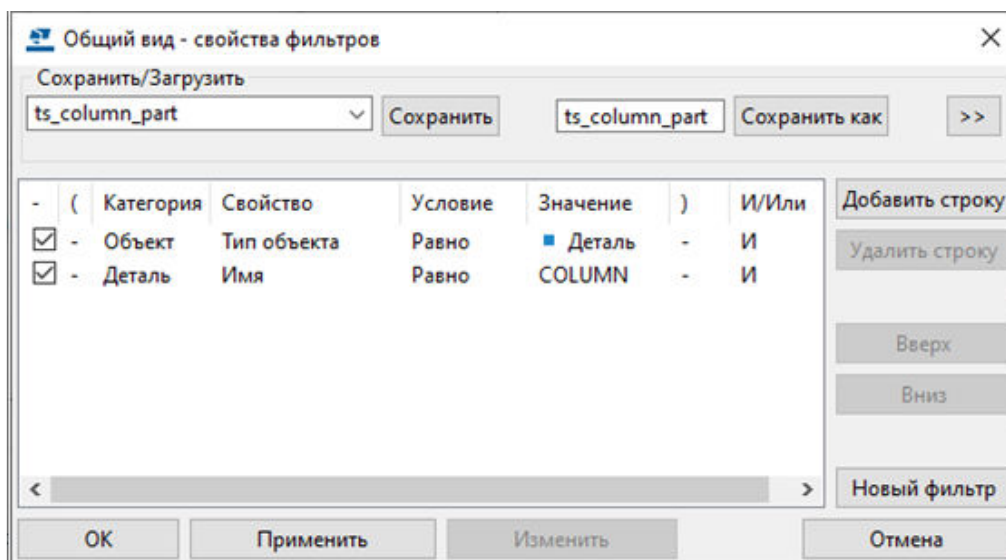 Общий вид - свойства фильтров
Сохранить/Загрузить
ts_column_part Сохранить ts_column_part Сохранить как >>
- ( Категория Свойство Условие Значение ) И/Или Добавить строку
- Объект Тип объекта Равно Деталь - И
Удалить строку
- Деталь Имя Равно COLUMN - И
Вверх
Вниз
Новый фильтр
OK Применить Изменить Отмена